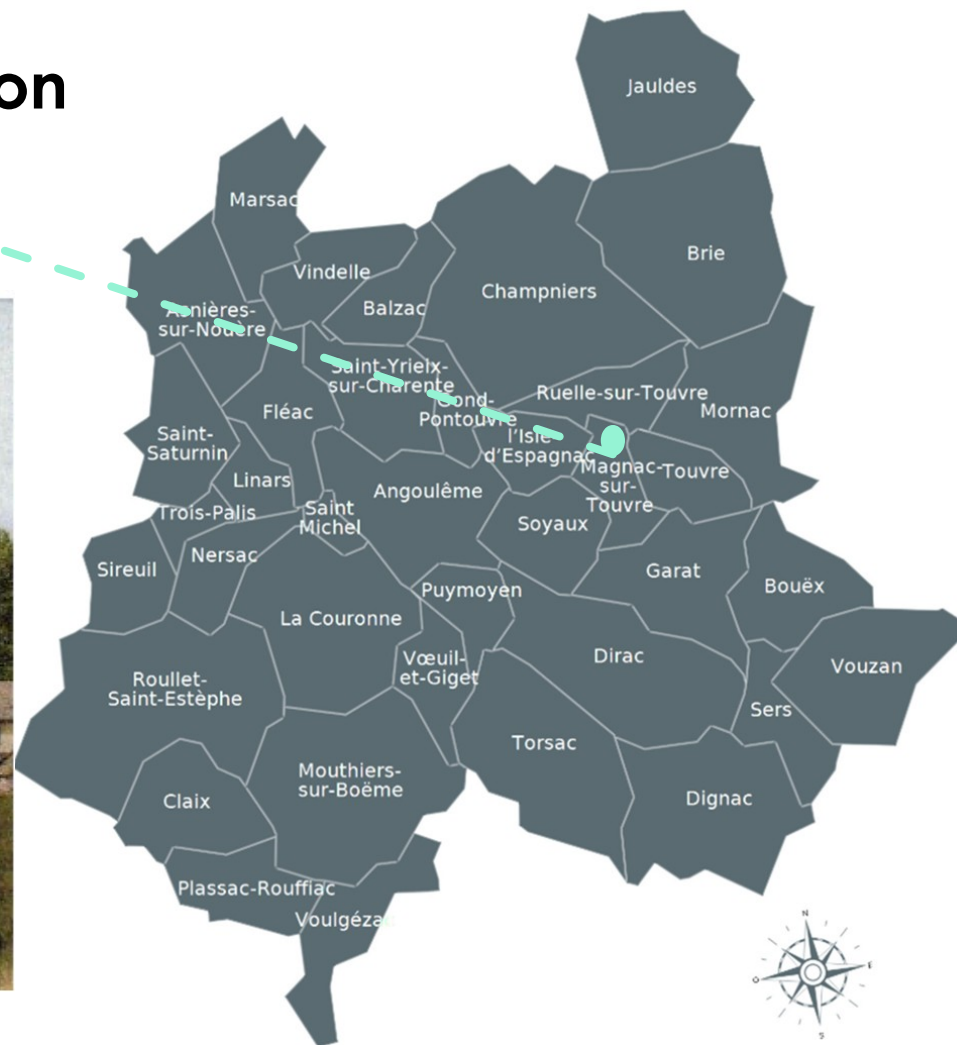 on
Jauldes
Marsac
Brie
Vindelle
Champniers
Balzac
Asnières-
sur-Nouère
Saint-Yrieix-
sur-Charente
Ruelle-sur-Touvre
Gond-
Pontouvre
Fléac
Mornac
l'Isle
d'Espagnac
Saint-
Saturnin
Magnac-
sur-
Touvre
Touvre
Linars
Angoulême
Trois-Palis
Saint
Michel
Soyaux
Nersac
Sireuil
Garat
Bouëx
Puymoyen
La Couronne
Dirac
Vœuil-
et-Giget
Vouzan
Roullet-
Saint-Estèphe
Sers
Torsac
Mouthiers-
sur-Boëme
Claix
Dignac
Plassac-Rouffiac
Voulgézac
N
E
O
S